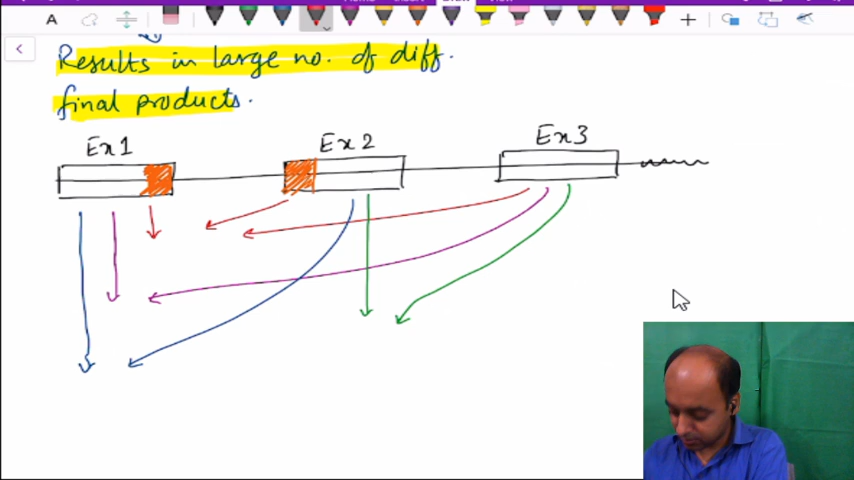 Results in large no. of diff.
final products.
Ex1 Ex2 Ex3